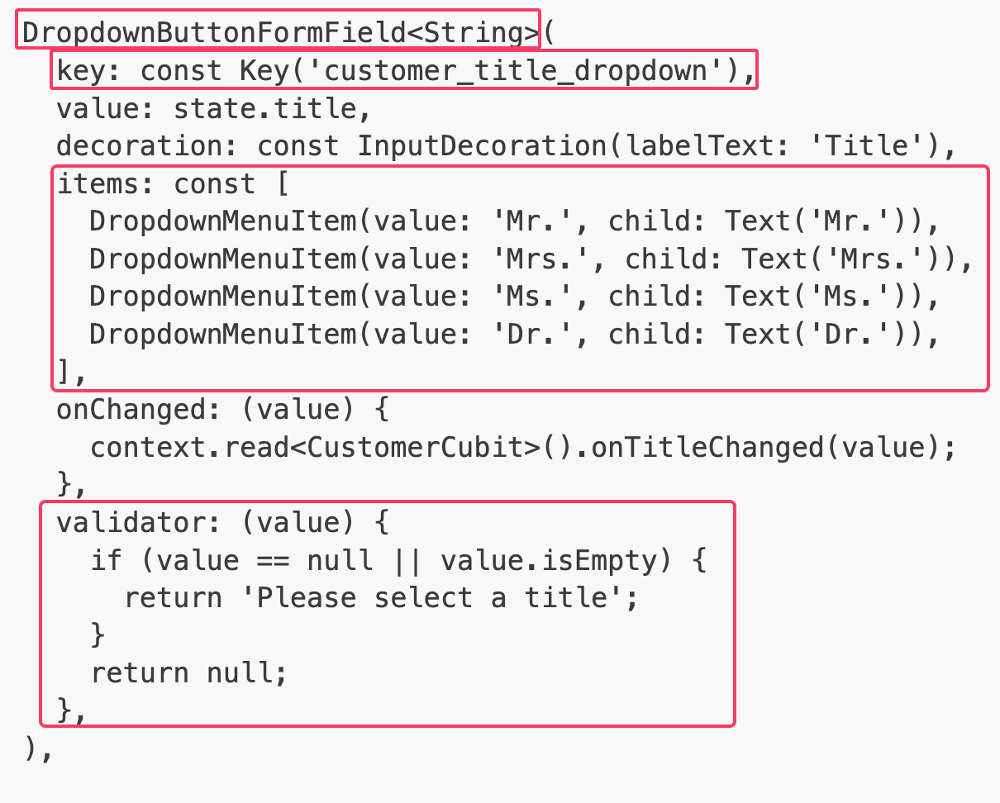 DropdownButtonFormField<String>(
  key: const Key('customer_title_dropdown'),
  value: state.title,
  decoration: const InputDecoration(labelText: 'Title'),
  items: const [
    DropdownMenuItem(value: 'Mr.', child: Text('Mr.')),
    DropdownMenuItem(value: 'Mrs.', child: Text('Mrs.')),
    DropdownMenuItem(value: 'Ms.', child: Text('Ms.')),
    DropdownMenuItem(value: 'Dr.', child: Text('Dr.')),
  ],
  onChanged: (value) {
    context.read<CustomerCubit>().onTitleChanged(value);
  },
  validator: (value) {
    if (value == null || value.isEmpty) {
      return 'Please select a title';
    }
    return null;
  },
),